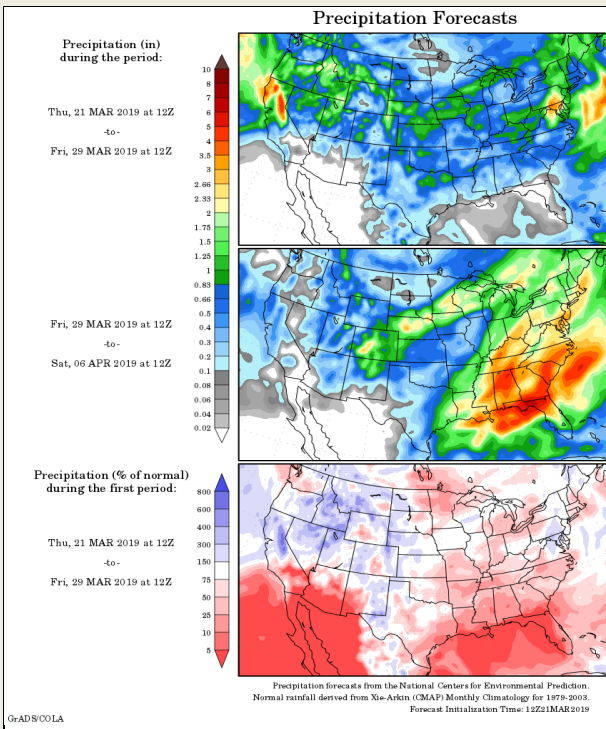 Precipitation Forecasts
Precipitation (in)
during the period:
Thu, 21 MAR 2019 at 12Z
-to-
Fri, 29 MAR 2019 at 12Z
10
8
7
6
5
4
3.5
3
2.66
2.33
2
1.75
1.5
1.25
1
0.83
0.66
0.5
0.4
0.3
0.2
0.1
0.08
0.06
0.04
0.02
Fri, 29 MAR 2019 at 12Z
-to-
Sat, 06 APR 2019 at 12Z
Precipitation (% of normal)
during the first period:
Thu, 21 MAR 2019 at 12Z
-to-
Fri, 29 MAR 2019 at 12Z
800
600
400
300
150
75
50
25
10
5
Precipitation forecasts from the National Centers for Environmental Prediction.
Normal rainfall derived from Xie-Arkin (CMAP) Monthly Climatology for 1979-2003.
Forecast Initialization Time: 12Z21MAR2019
GrADS/COLA